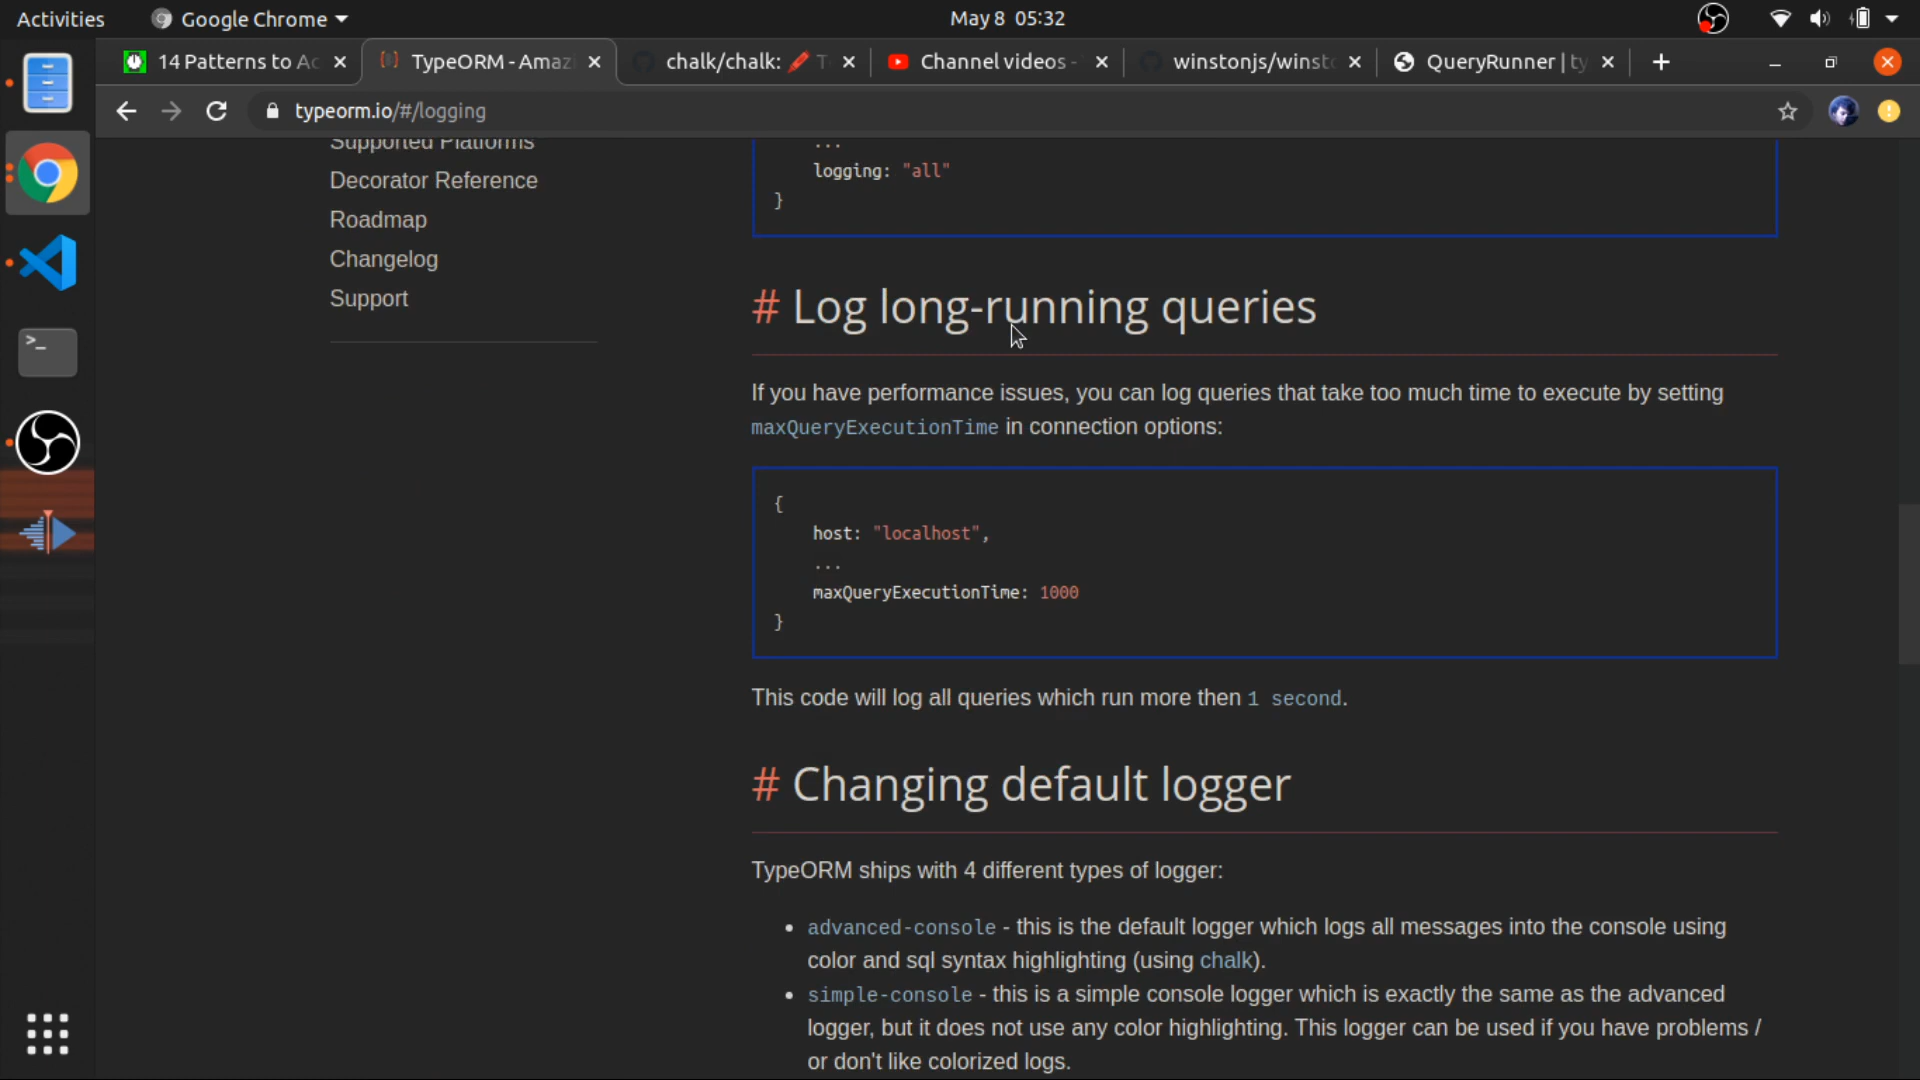 Activities
Google Chrome
May 8 05:32
14 Patterns to Ac
TypeORM - Amaz
chalk/chalk:
Channel videos -
winstonjs/winst
QueryRunner | ty
typeorm.io/#/logging
Supported Platforms
Decorator Reference
Roadmap
Changelog
Support
...
logging: "all"
}
# Log long-running queries
If you have performance issues, you can log queries that take too much time to execute by setting
maxQueryExecutionTime in connection options:
{
host: "localhost",
...
maxQueryExecutionTime: 1000
}
This code will log all queries which run more then 1 second.
# Changing default logger
TypeORM ships with 4 different types of logger:
• advanced-console - this is the default logger which logs all messages into the console using
color and sql syntax highlighting (using chalk).
• simple-console - this is a simple console logger which is exactly the same as the advanced
logger, but it does not use any color highlighting. This logger can be used if you have problems /
or don't like colorized logs.